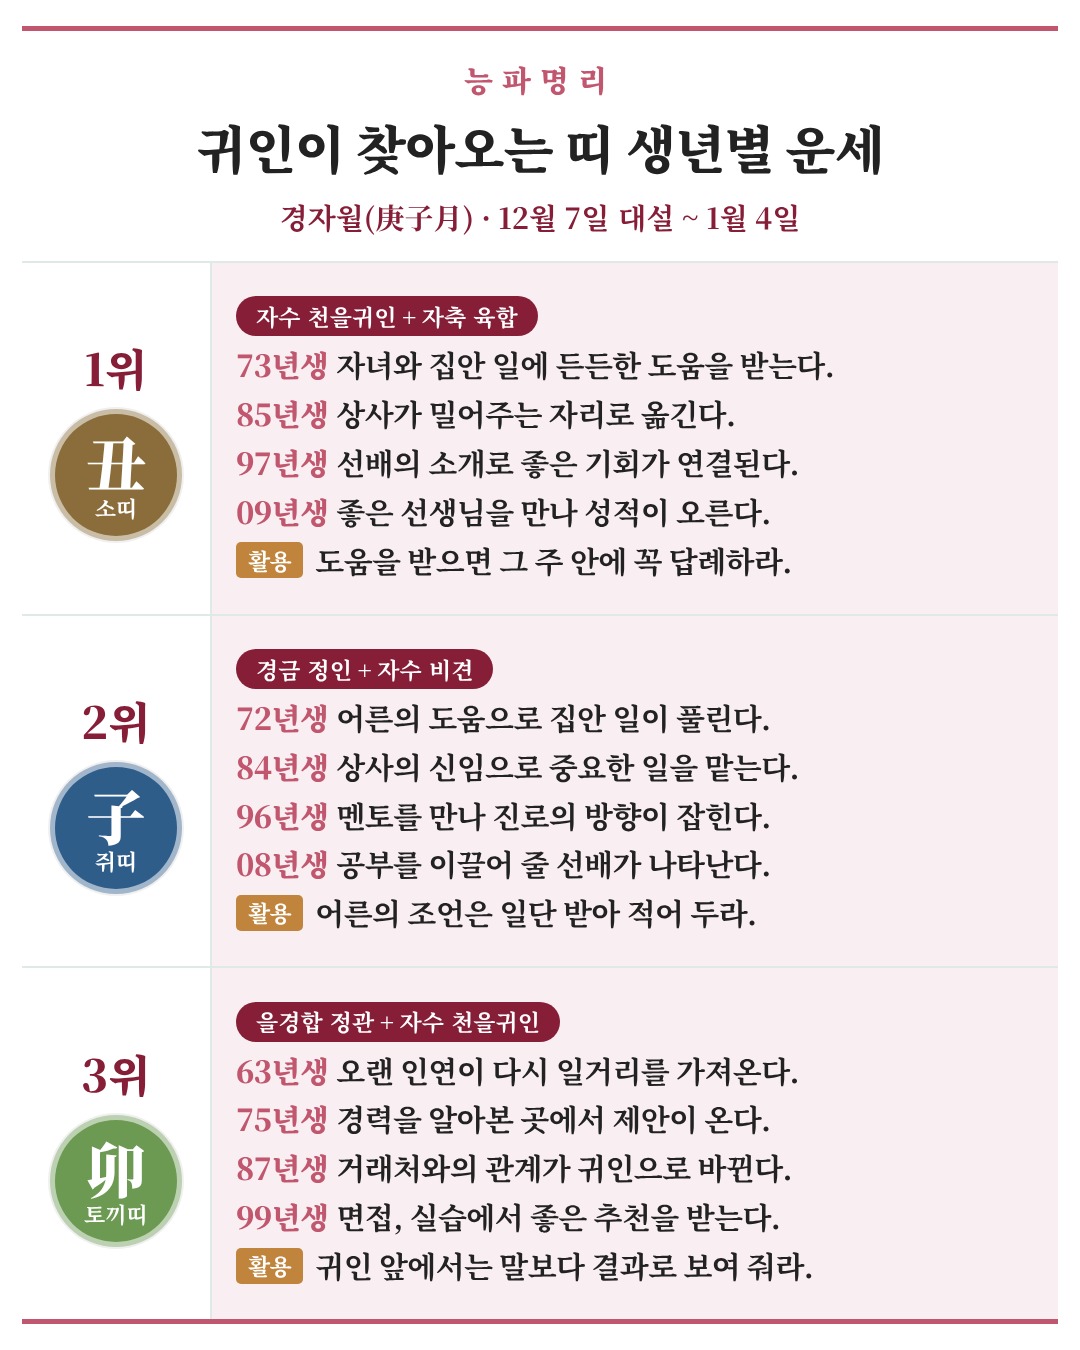 능파명리
귀인이 찾아오는 띠 생년별 운세
경자월(庚子月) · 12월 7일 대설 ~ 1월 4일
1위
丑
소띠
자수 천을귀인 + 자축 육합
73년생 자녀와 집안 일에 든든한 도움을 받는다.
85년생 상사가 밀어주는 자리로 옮긴다.
97년생 선배의 소개로 좋은 기회가 연결된다.
09년생 좋은 선생님을 만나 성적이 오른다.
활용 도움을 받으면 그 주 안에 꼭 답례하라.
2위
子
쥐띠
경금 정인 + 자수 비견
72년생 어른의 도움으로 집안 일이 풀린다.
84년생 상사의 신임으로 중요한 일을 맡는다.
96년생 멘토를 만나 진로의 방향이 잡힌다.
08년생 공부를 이끌어 줄 선배가 나타난다.
활용 어른의 조언은 일단 받아 적어 두라.
3위
卯
토끼띠
을경합 정관 + 자수 천을귀인
63년생 오랜 인연이 다시 일거리를 가져온다.
75년생 경력을 알아본 곳에서 제안이 온다.
87년생 거래처와의 관계가 귀인으로 바뀐다.
99년생 면접, 실습에서 좋은 추천을 받는다.
활용 귀인 앞에서는 말보다 결과로 보여 줘라.